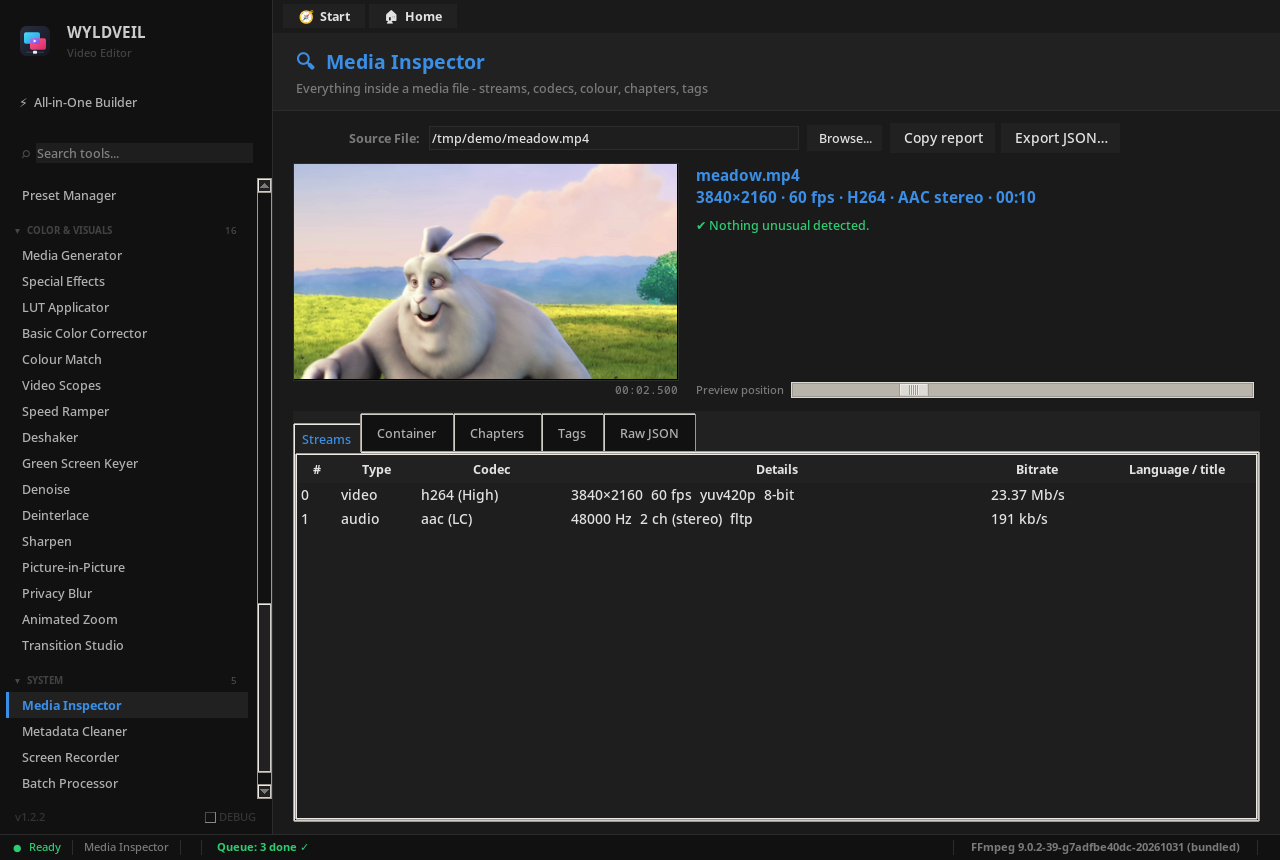 WYLDVEIL
Video Editor
⚡ All-in-One Builder
Search tools...
Preset Manager
▾ COLOR & VISUALS 16
Media Generator
Special Effects
LUT Applicator
Basic Color Corrector
Colour Match
Video Scopes
Speed Ramper
Deshaker
Green Screen Keyer
Denoise
Deinterlace
Sharpen
Picture-in-Picture
Privacy Blur
Animated Zoom
Transition Studio
▾ SYSTEM 5
Media Inspector
Metadata Cleaner
Screen Recorder
Batch Processor
v1.2.2 DEBUG
Start Home
Media Inspector
Everything inside a media file - streams, codecs, colour, chapters, tags
Source File: /tmp/demo/meadow.mp4 Browse... Copy report Export JSON...
meadow.mp4
3840×2160 · 60 fps · H264 · AAC stereo · 00:10
✔ Nothing unusual detected.
00:02.500 Preview position
Streams Container Chapters Tags Raw JSON
# Type Codec Details Bitrate Language / title
0 video h264 (High) 3840×2160 60 fps yuv420p 8-bit 23.37 Mb/s
1 audio aac (LC) 48000 Hz 2 ch (stereo) fltp 191 kb/s
● Ready Media Inspector Queue: 3 done ✓ FFmpeg 9.0.2-39-g7adfbe40dc-20261031 (bundled)